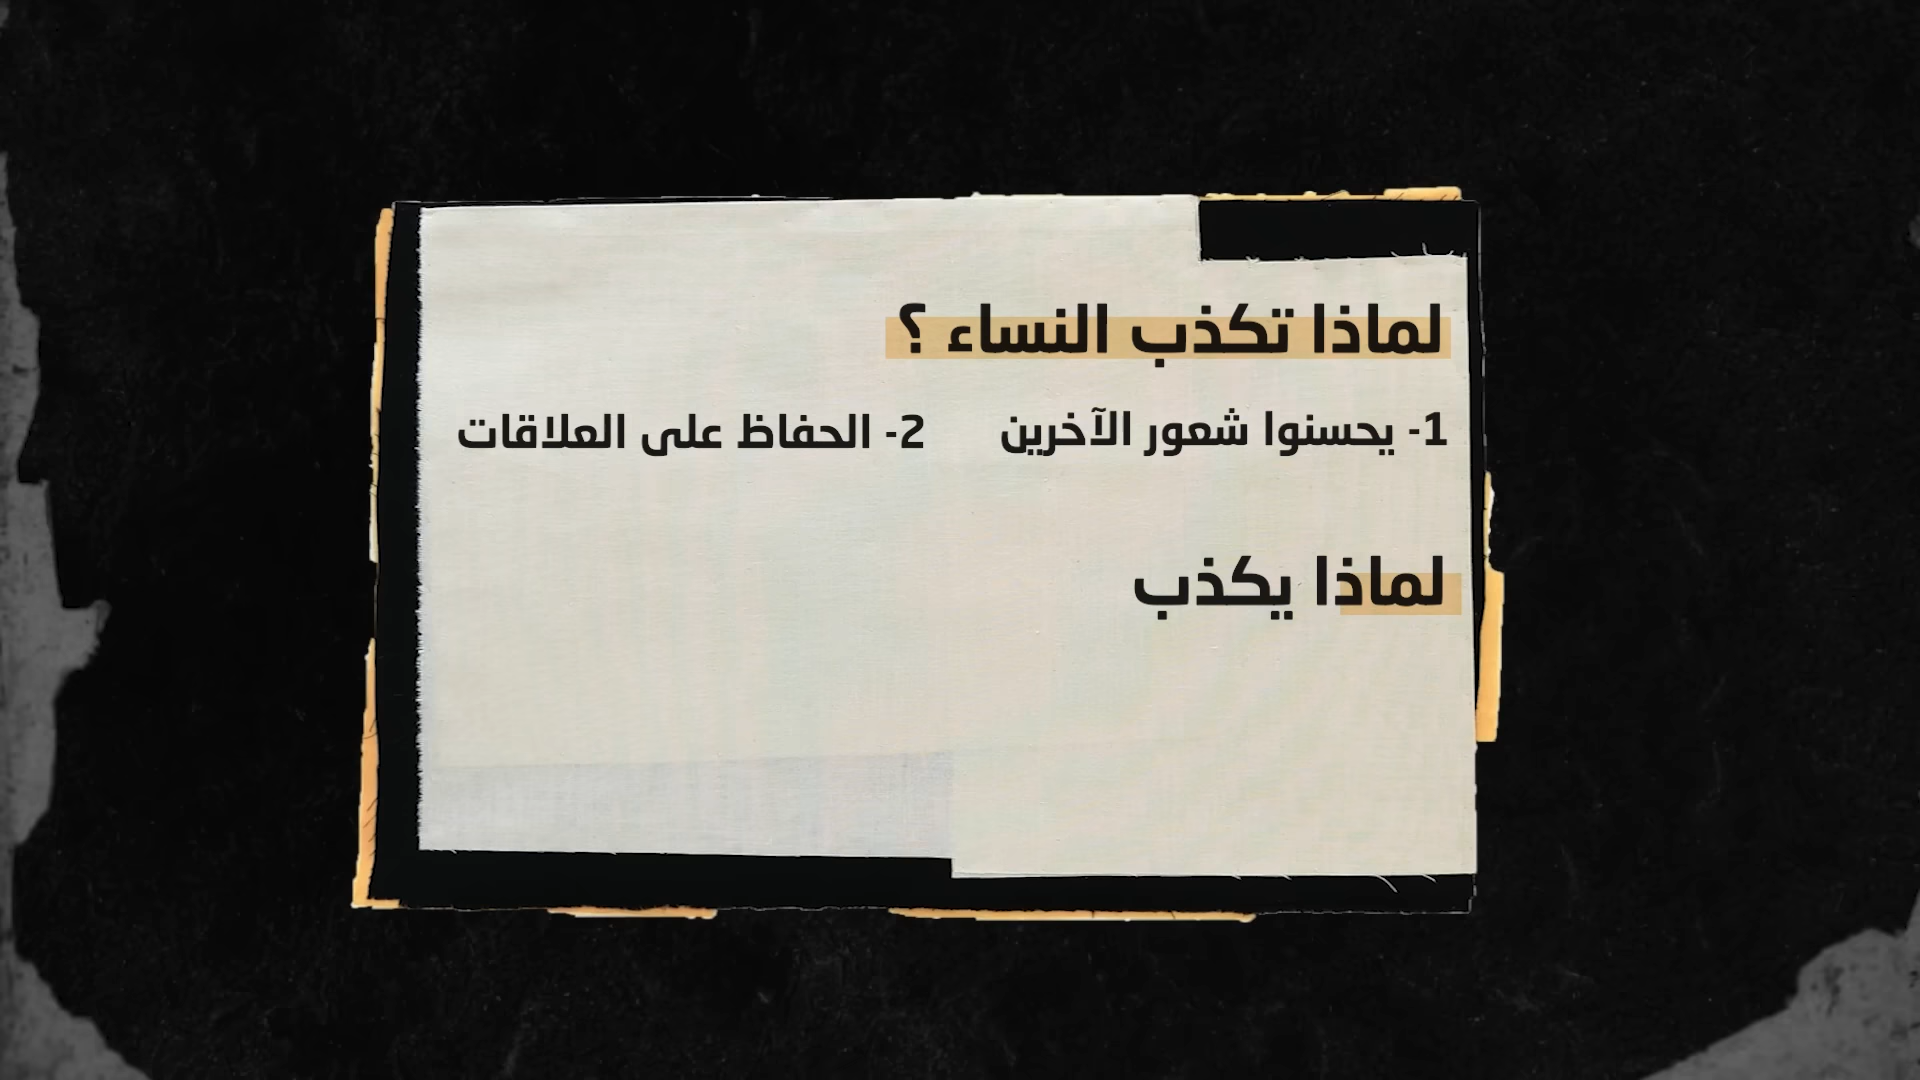 لماذا تكذب النساء ؟
1- يحسنوا شعور الآخرين 2- الحفاظ على العلاقات
لماذا يكذب